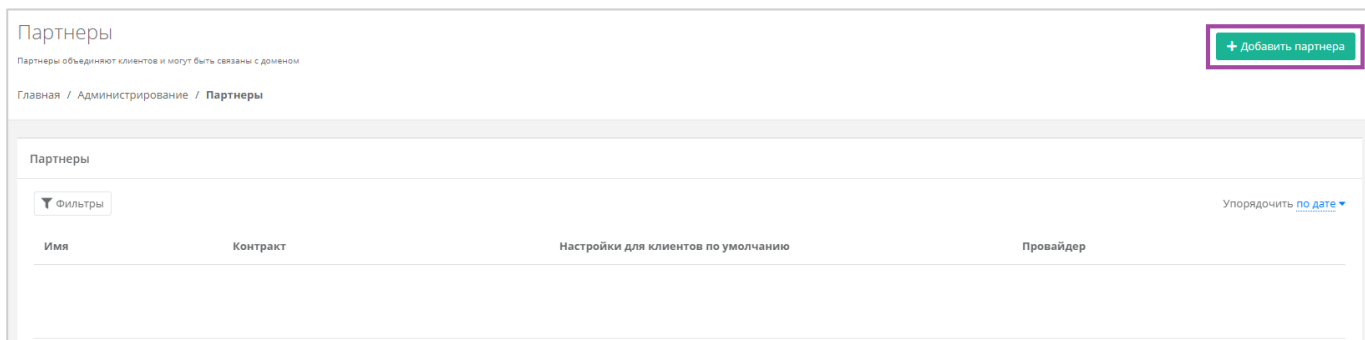 Партнеры
+ Добавить партнера
Партнеры объединяют клиентов и могут быть связаны с доменом
Главная / Администрирование / Партнеры
Партнеры
Фильтры
Упорядочить по дате
Имя Контракт Настройки для клиентов по умолчанию Провайдер